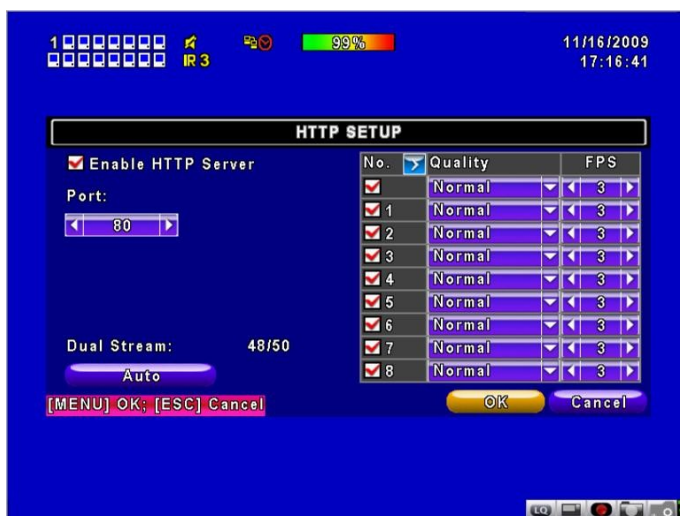 1 99% 11/16/2009
IR 3 17:16:41
HTTP SETUP
Enable HTTP Server
Port:
80
Dual Stream: 48/50
Auto
[MENU] OK; [ESC] Cancel
No. Quality FPS
Normal 3
1 Normal 3
2 Normal 3
3 Normal 3
4 Normal 3
5 Normal 3
6 Normal 3
7 Normal 3
8 Normal 3
OK Cancel
LQ